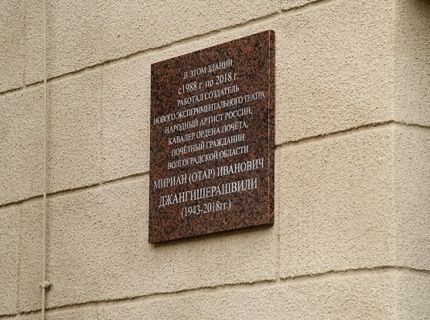 В ЭТОМ ЗДАНИИ
с 1988 г. по 2018 г.
РАБОТАЛ СОЗДАТЕЛЬ
НОВОГО ЭКСПЕРИМЕНТАЛЬНОГО ТЕАТРА
НАРОДНЫЙ АРТИСТ РОССИИ,
КАВАЛЕР ОРДЕНА ПОЧЁТА,
ПОЧЁТНЫЙ ГРАЖДАНИН
ВОЛГОГРАДСКОЙ ОБЛАСТИ
МИРИАН (ОТАР) ИВАНОВИЧ
ДЖАНГИШЕРАШВИЛИ
(1943-2018гг.)